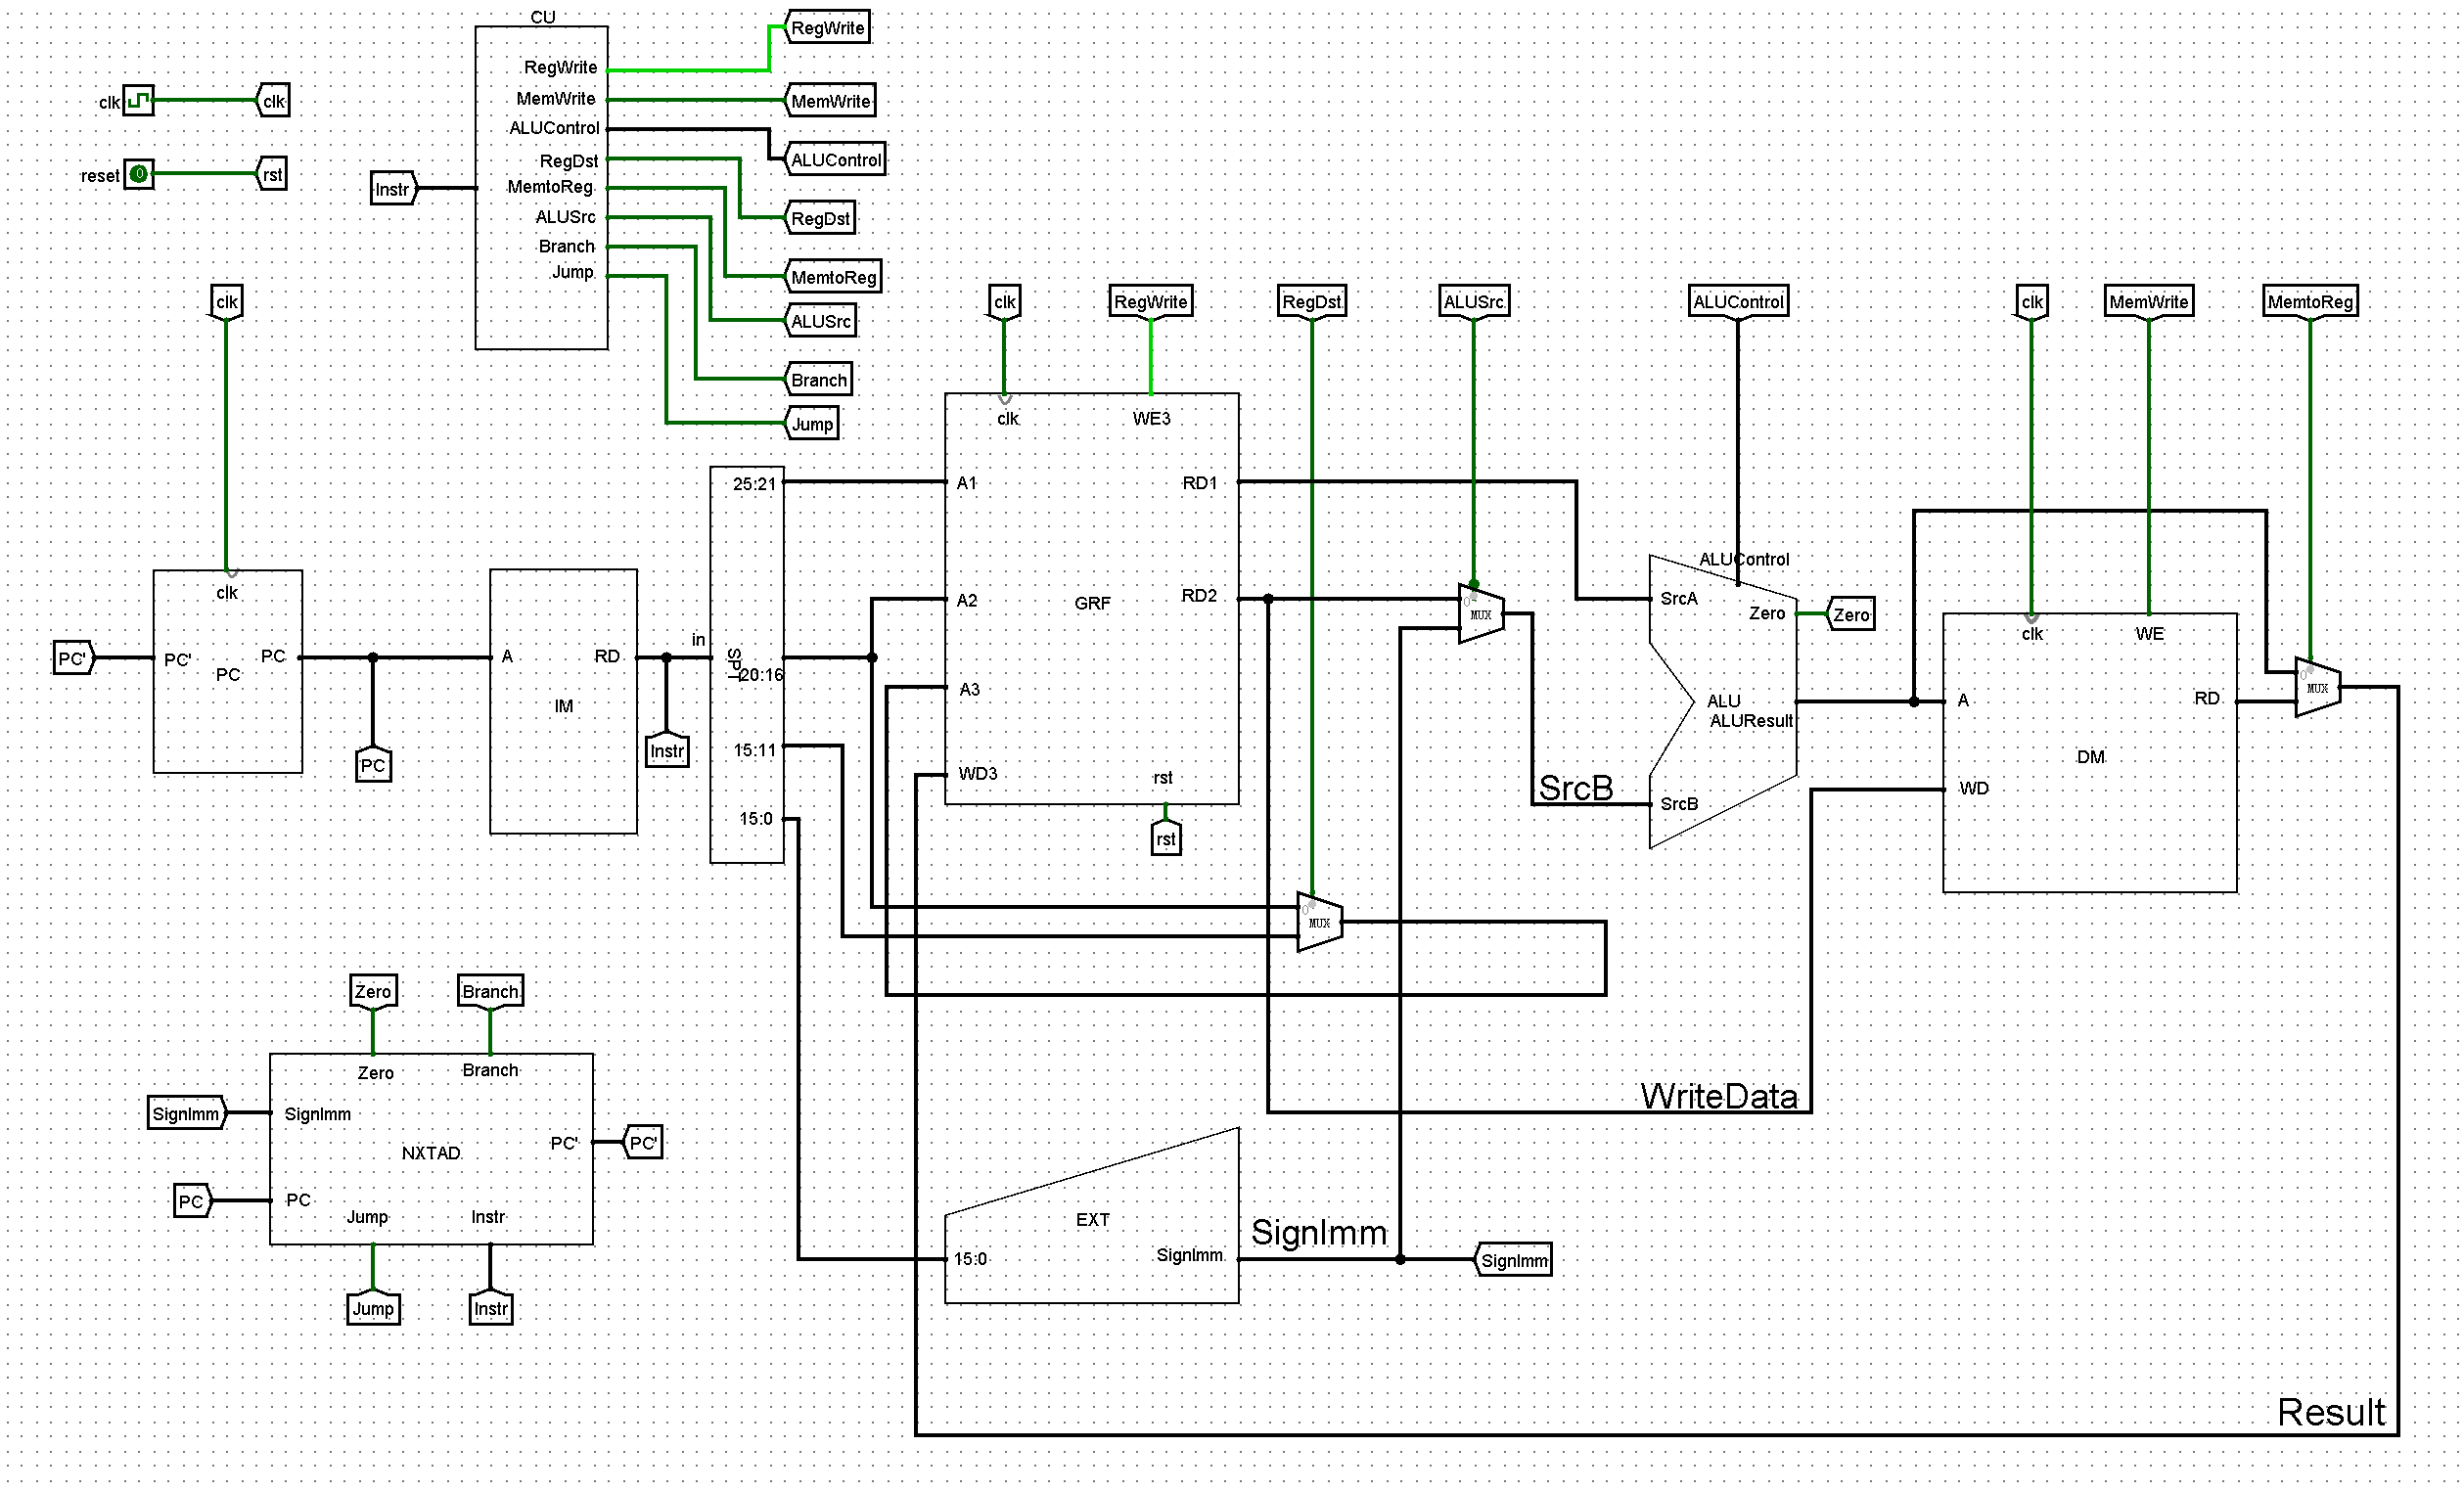 CU
RegWrite
RegWrite
MemWrite
MemWrite
clk
clk
ALUControl
ALUControl
RegDst
reset
0
rst
Instr
MemtoReg
ALUSrc
RegDst
Branch
Jump
MemtoReg
ALUSrc
Branch
Jump
clk
clk
RegWrite
RegDst
ALUSrc
ALUControl
clk
MemWrite
MemtoReg
clk
WE3
25:21
A1
RD1
clk
PC'
PC'
PC
PC
PC
A
RD
IM
in
Instr
SPLT
20:16
15:11
15:0
A2
GRF
RD2
A3
WD3
rst
rst
0
MUX
ALUControl
SrcA
Zero
Zero
ALU
ALUResult
SrcB
SrcB
clk
WE
A
RD
DM
WD
0
MUX
0
MUX
Zero
Branch
Zero
Branch
SignImm
SignImm
NXTAD
PC'
PC'
PC
PC
Jump
Instr
Jump
Instr
WriteData
EXT
15:0
SignImm
SignImm
SignImm
Result